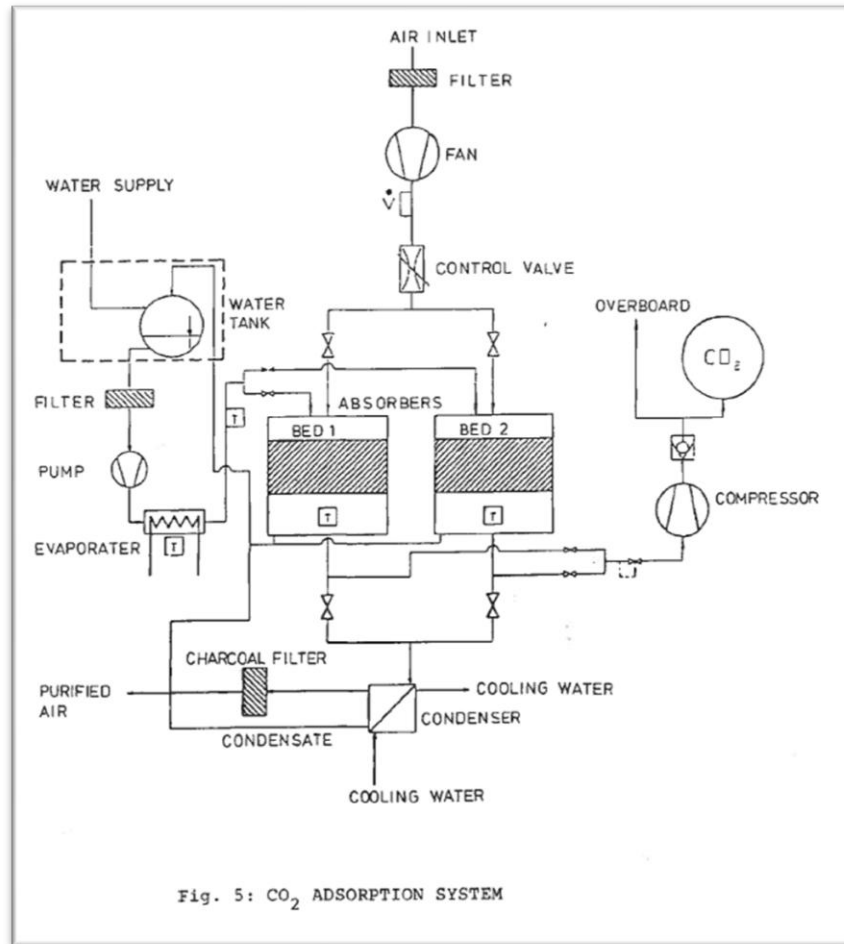 AIR INLET
FILTER
FAN
V̇
WATER SUPPLY
CONTROL VALVE
WATER
TANK
OVERBOARD
CO₂
FILTER
ABSORBERS
T
BED 1
BED 2
PUMP
COMPRESSOR
T
T
EVAPORATER
T
CHARCOAL FILTER
PURIFIED
AIR
COOLING WATER
CONDENSER
CONDENSATE
COOLING WATER
Fig. 5: CO₂ ADSORPTION SYSTEM